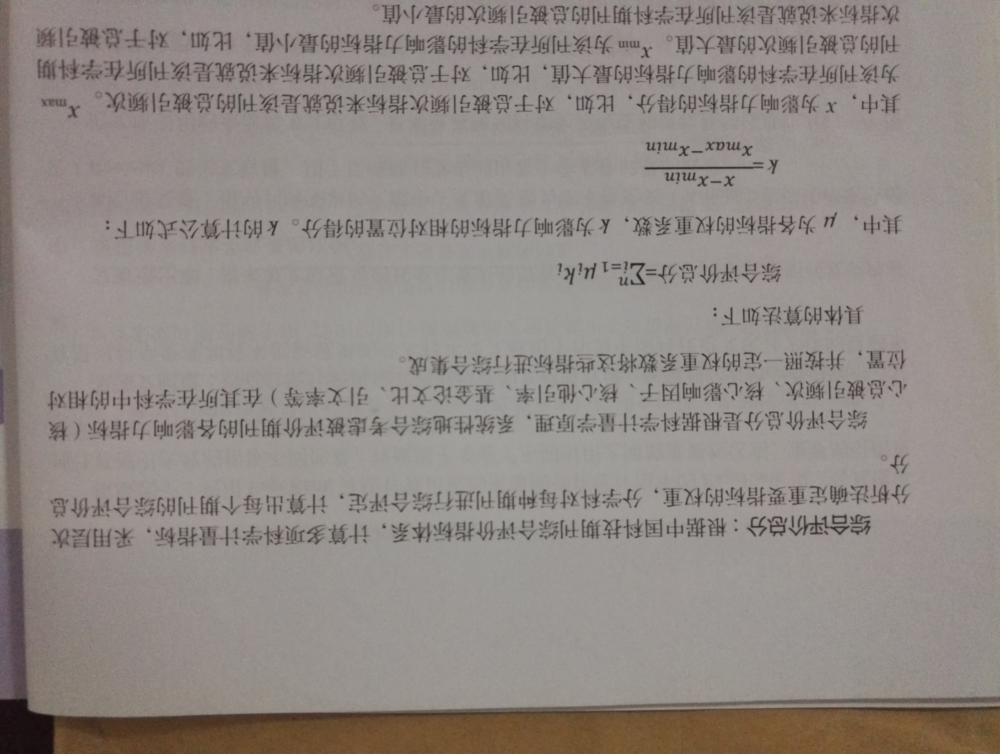 综合评价总分：根据中国科技期刊综合评价指标体系，计算多项科学计量指标，采用层次
分析法确定重要指标的权重，分学科对每种期刊进行综合评定，计算出每个期刊的综合评价总
分。
综合评价总分是根据科学计量学原理，系统性地综合考虑被评价期刊的各影响力指标（核
心总被引频次、核心影响因子、核心他引率、基金论文比、引文率等）在其所在学科中的相对
位置，并按照一定的权重系数将这些指标进行综合集成。
具体的算法如下：
综合评价总分=∑ⁿᵢ₌₁ μᵢkᵢ
其中，μ 为各指标的权重系数，k 为影响力指标的相对位置的得分。k 的计算公式如下：
x−xmin
k=
xmax−xmin
其中，x 为影响力指标的得分，比如，对于总被引频次指标来说就是该刊的总被引频次。xmax
为该刊所在学科的影响力指标的最大值，比如，对于总被引频次指标来说就是该刊所在学科期
刊的总被引频次的最大值。xmin 为该刊所在学科的影响力指标的最小值，比如，对于总被引频
次指标来说就是该刊所在学科期刊的总被引频次的最小值。